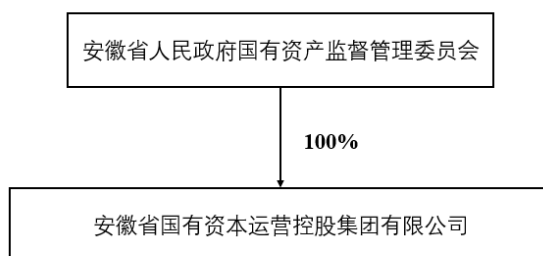 安徽省人民政府国有资产监督管理委员会
100%
安徽省国有资本运营控股集团有限公司